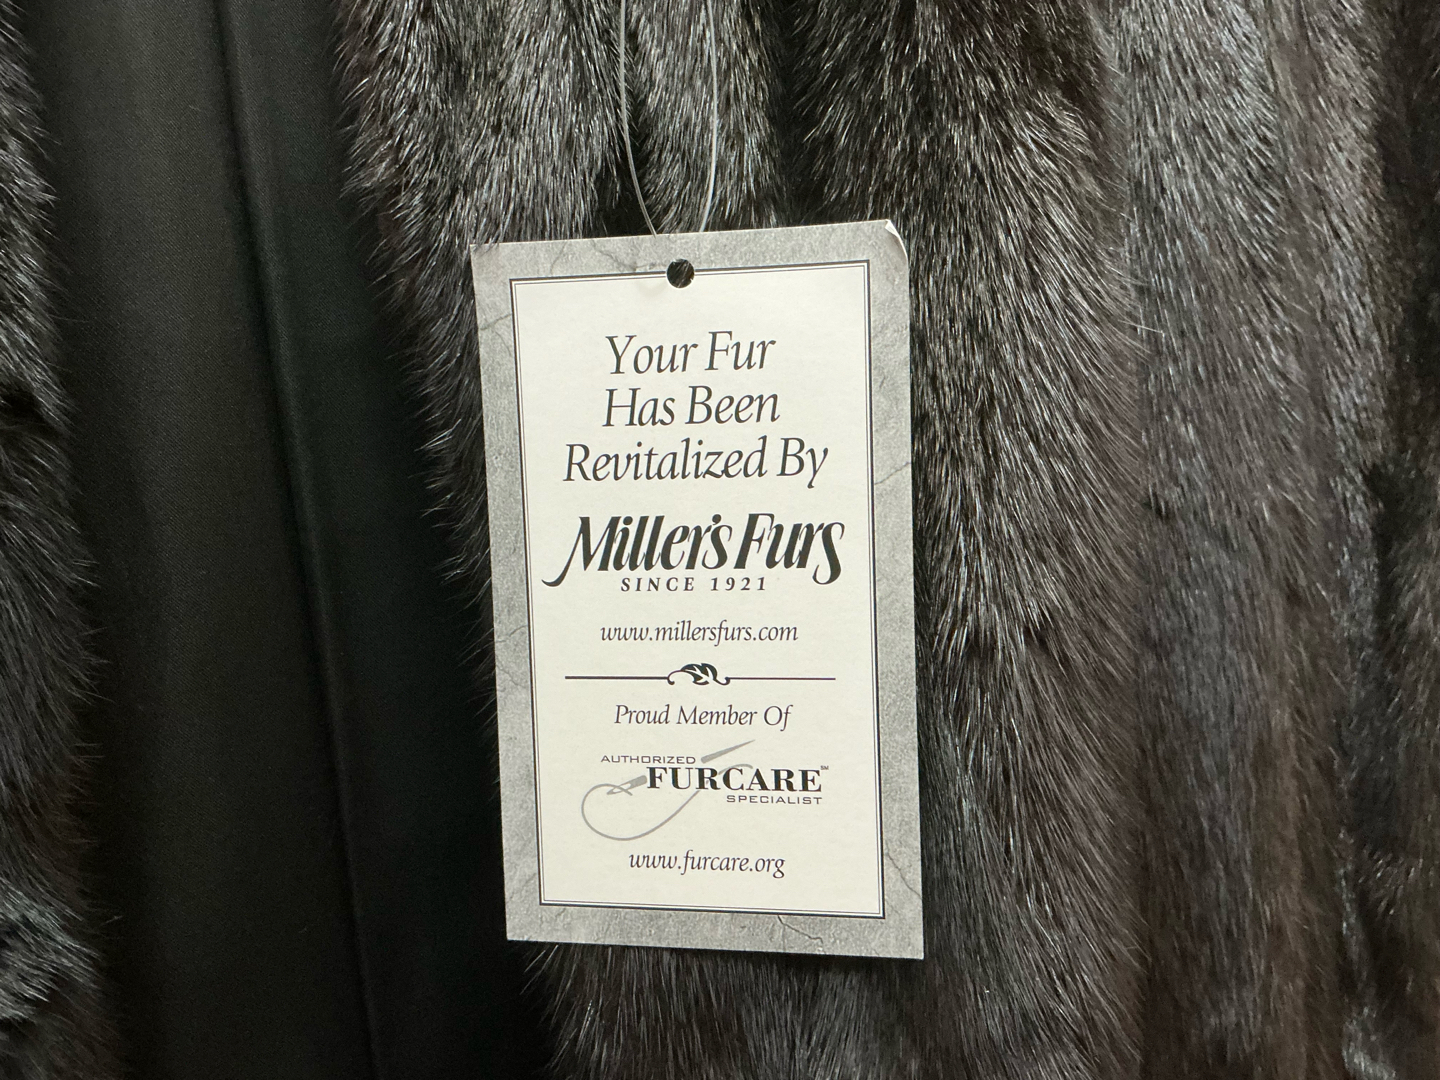 Your Fur
Has Been
Revitalized By
Miller's Furs
SINCE 1921
www.millersfurs.com
Proud Member Of
AUTHORIZED
FURCARE℠
SPECIALIST
www.furcare.org